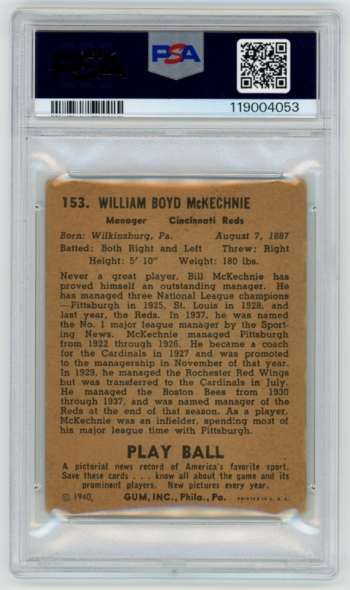 PSA
PSA
119004053
153. WILLIAM BOYD McKECHNIE
Manager Cincinnati Reds
Born: Wilkinsburg, Pa. August 7, 1887
Batted: Both Right and Left Threw: Right
Height: 5' 10" Weight: 180 lbs.
Never a great player, Bill McKechnie has
proved himself an outstanding manager. He
has managed three National League champions
—Pittsburgh in 1925, St. Louis in 1928, and
last year, the Reds. In 1937, he was named
the No. 1 major league manager by the Sport-
ing News. McKechnie managed Pittsburgh
from 1922 through 1926. He became a coach
for the Cardinals in 1927 and was promoted
to the managership in November of that year.
In 1929, he managed the Rochester Red Wings
but was transferred to the Cardinals in July.
He managed the Boston Bees from 1930
through 1937, and was named manager of the
Reds at the end of that season. As a player,
McKechnie was an infielder, spending most of
his major league time with Pittsburgh.
PLAY BALL
A pictorial news record of America's favorite sport.
Save these cards . . . know all about the game and its
prominent players. New pictures every year.
© 1940, GUM, INC., Phila., Pa. PRINTED IN U. S. A.